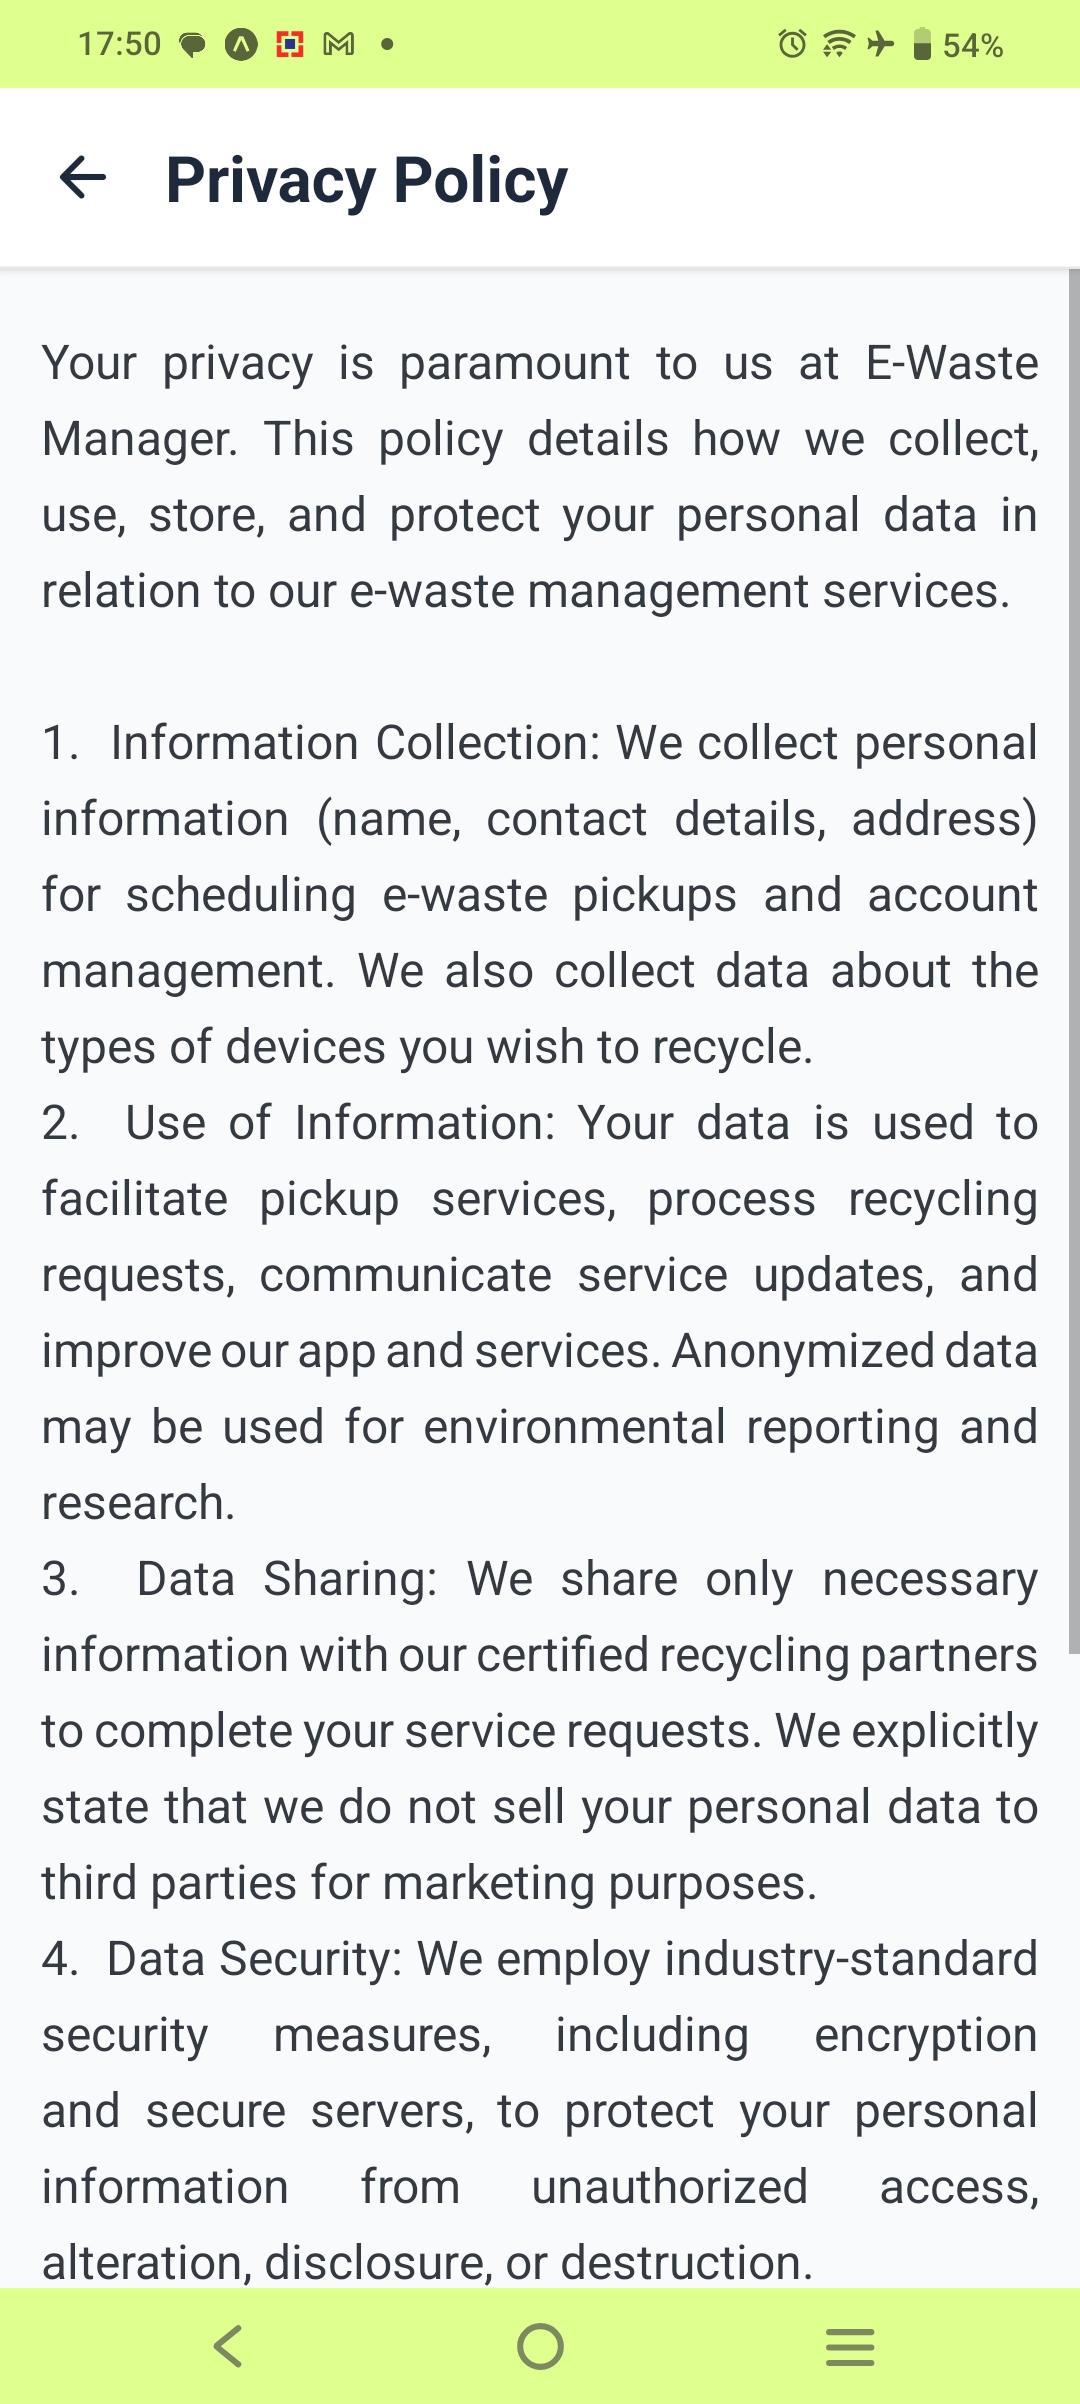 17:50
54%
Privacy Policy
Your privacy is paramount to us at E-Waste
Manager. This policy details how we collect,
use, store, and protect your personal data in
relation to our e-waste management services.
1. Information Collection: We collect personal
information (name, contact details, address)
for scheduling e-waste pickups and account
management. We also collect data about the
types of devices you wish to recycle.
2. Use of Information: Your data is used to
facilitate pickup services, process recycling
requests, communicate service updates, and
improve our app and services. Anonymized data
may be used for environmental reporting and
research.
3. Data Sharing: We share only necessary
information with our certified recycling partners
to complete your service requests. We explicitly
state that we do not sell your personal data to
third parties for marketing purposes.
4. Data Security: We employ industry-standard
security measures, including encryption
and secure servers, to protect your personal
information from unauthorized access,
alteration, disclosure, or destruction.